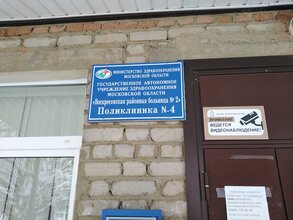 МИНИСТЕРСТВО ЗДРАВООХРАНЕНИЯ
МОСКОВСКОЙ ОБЛАСТИ
ГОСУДАРСТВЕННОЕ АВТОНОМНОЕ
УЧРЕЖДЕНИЕ ЗДРАВООХРАНЕНИЯ
МОСКОВСКОЙ ОБЛАСТИ
«Воскресенская районная больница № 2»
Поликлиника N-4
ВНИМАНИЕ
ВЕДЕТСЯ
ВИДЕОНАБЛЮДЕНИЕ!